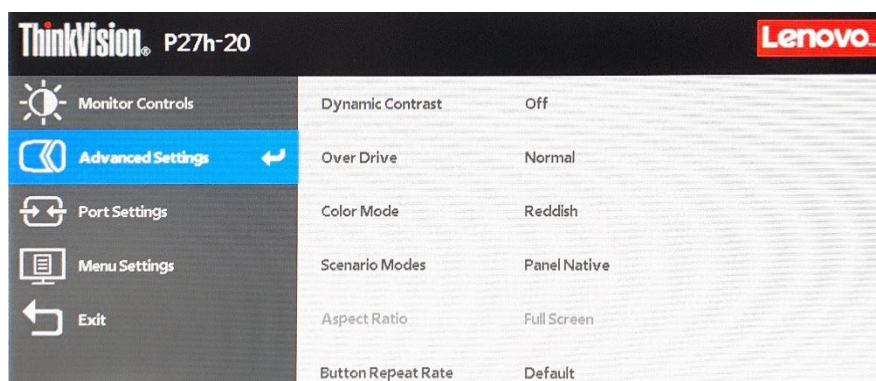 ThinkVision® P27h-20
Lenovo™
Monitor Controls
Advanced Settings
Port Settings
Menu Settings
Exit
Dynamic Contrast Off
Over Drive Normal
Color Mode Reddish
Scenario Modes Panel Native
Aspect Ratio Full Screen
Button Repeat Rate Default